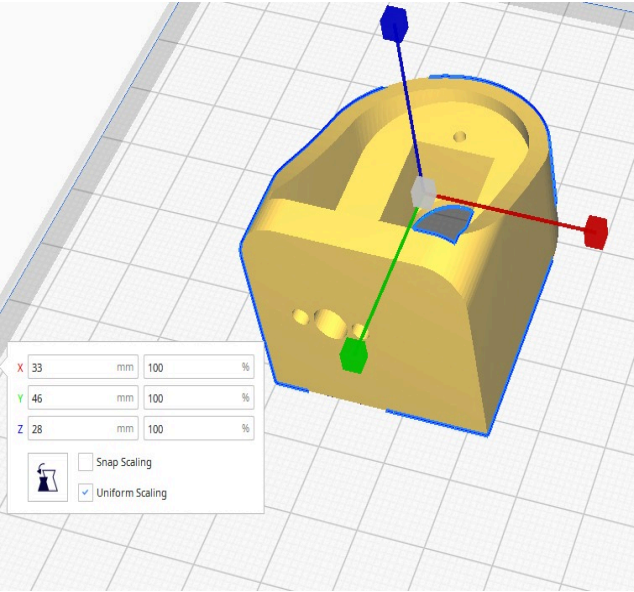 X 33 mm 100 %
Y 46 mm 100 %
Z 28 mm 100 %
Snap Scaling
Uniform Scaling